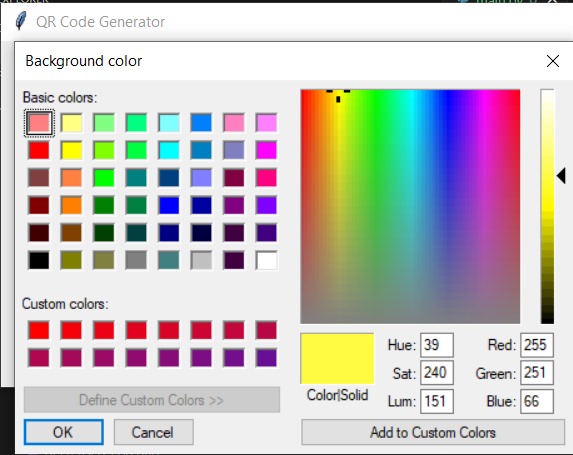 QR Code Generator
Background color
Basic colors:
Custom colors:
Define Custom Colors >>
OK
Cancel
Color|Solid
Hue: 39
Sat: 240
Lum: 151
Red: 255
Green: 251
Blue: 66
Add to Custom Colors